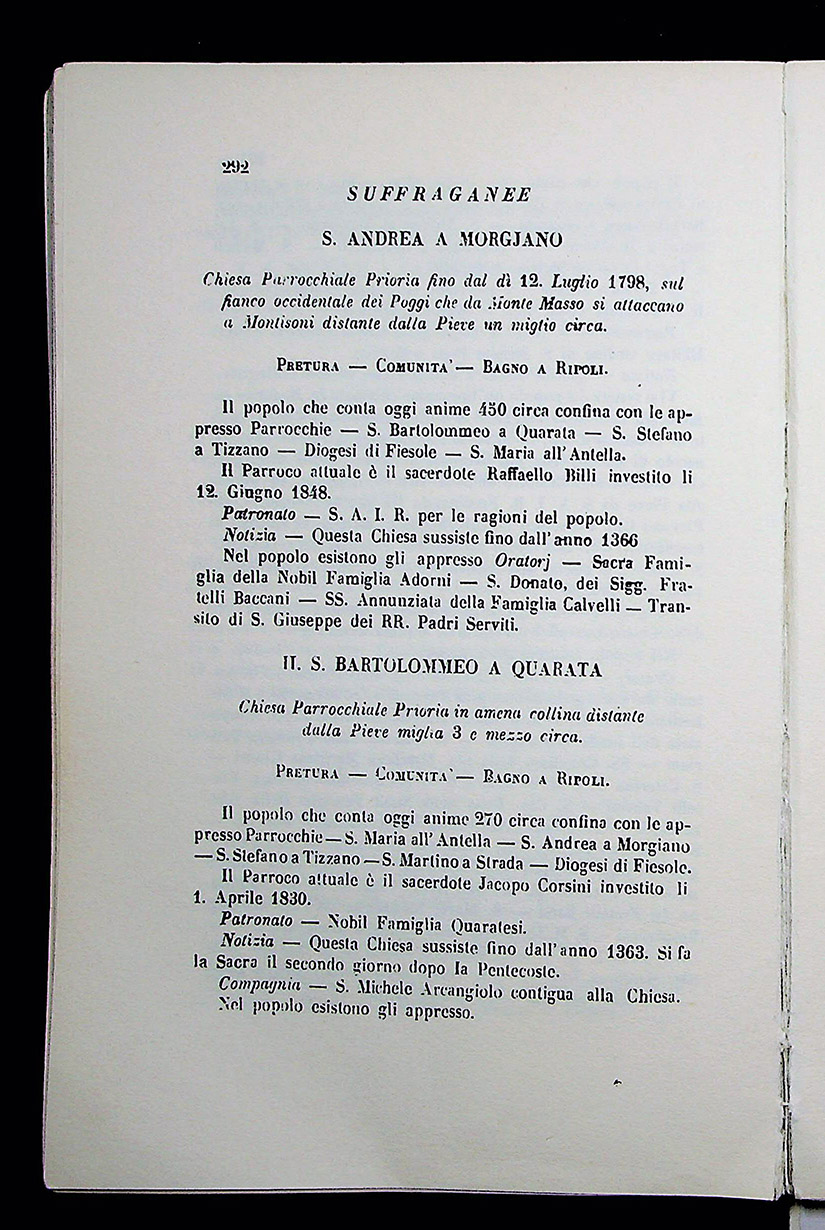 292
SUFFRAGANEE
S. ANDREA A MORGJANO
Chiesa Parrocchiale Prioria fino dal dì 12. Luglio 1798, sul
fianco occidentale dei Poggi che da Monte Masso si attaccano
a Montisoni distante dalla Pieve un miglio circa.
PRETURA — COMUNITA'— BAGNO A RIPOLI.
Il popolo che conta oggi anime 450 circa confina con le ap-
presso Parrocchie — S. Bartolommeo a Quarata — S. Stefano
a Tizzano — Diogesi di Fiesole — S. Maria all'Antella.
Il Parroco attuale è il sacerdote Raffaello Billi investito li
12. Giugno 1848.
Patronato — S. A. I. R. per le ragioni del popolo.
Notizia — Questa Chiesa sussiste fino dall'anno 1366
Nel popolo esistono gli appresso Oratorj — Sacra Fami-
glia della Nobil Famiglia Adorni — S. Donato, dei Sigg. Fra-
telli Baccani — SS. Annunziata della Famiglia Calvelli — Tran-
sito di S. Giuseppe dei RR. Padri Serviti.
II. S. BARTOLOMMEO A QUARATA
Chiesa Parrocchiale Prioria in amena collina distante
dalla Pieve miglia 3 e mezzo circa.
PRETURA — COMUNITA'— BAGNO A RIPOLI.
Il popolo che conta oggi anime 270 circa confina con le ap-
presso Parrocchie — S. Maria all'Antella — S. Andrea a Morgiano
— S. Stefano a Tizzano — S. Martino a Strada — Diogesi di Fiesole.
Il Parroco attuale è il sacerdote Jacopo Corsini investito li
1. Aprile 1830.
Patronato — Nobil Famiglia Quaratesi.
Notizia — Questa Chiesa sussiste fino dall'anno 1363. Si fa
la Sacra il secondo giorno dopo la Pentecoste.
Compagnia — S. Michele Arcangiolo contigua alla Chiesa.
Nel popolo esistono gli appresso.